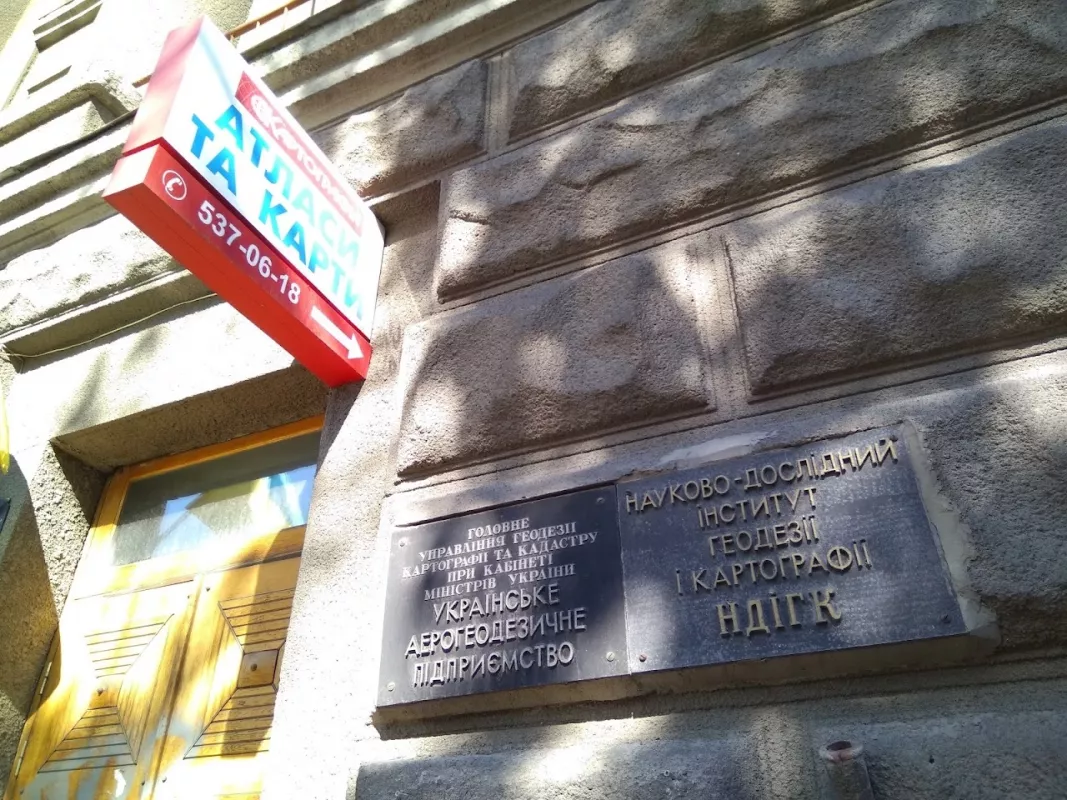 Картографія
АТЛАСИ
ТА КАРТИ
537-06-18
ГОЛОВНЕ
УПРАВЛІННЯ ГЕОДЕЗІЇ
КАРТОГРАФІЇ ТА КАДАСТРУ
ПРИ КАБІНЕТІ
МІНІСТРІВ УКРАЇНИ
УКРАЇНСЬКЕ
АЕРОГЕОДЕЗИЧНЕ
ПІДПРИЄМСТВО
НАУКОВО-ДОСЛІДНИЙ
ІНСТИТУТ
ГЕОДЕЗІЇ
І КАРТОГРАФІЇ
НДІГК